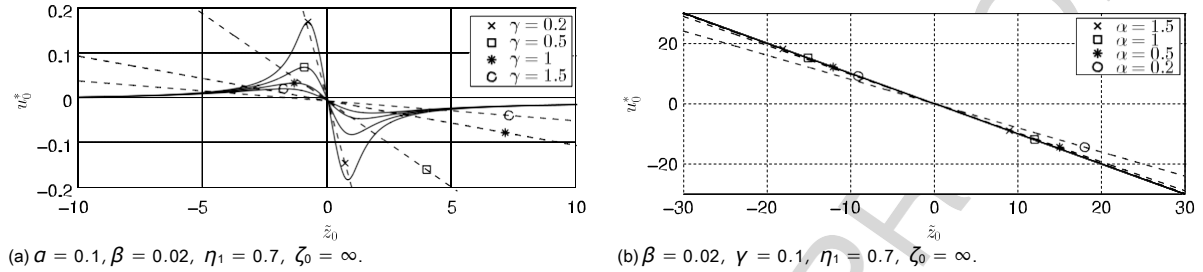 0.2
0.1
0
−0.1
−0.2
−10
−5
0
5
10
u₀*
z̃₀
γ = 0.2
γ = 0.5
γ = 1
γ = 1.5
(a) α = 0.1, β = 0.02, η₁ = 0.7, ζ₀ = ∞.
20
0
−20
−30
−20
−10
0
10
20
30
u₀*
z̃₀
α = 1.5
α = 1
α = 0.5
α = 0.2
(b) β = 0.02, γ = 0.1, η₁ = 0.7, ζ₀ = ∞.